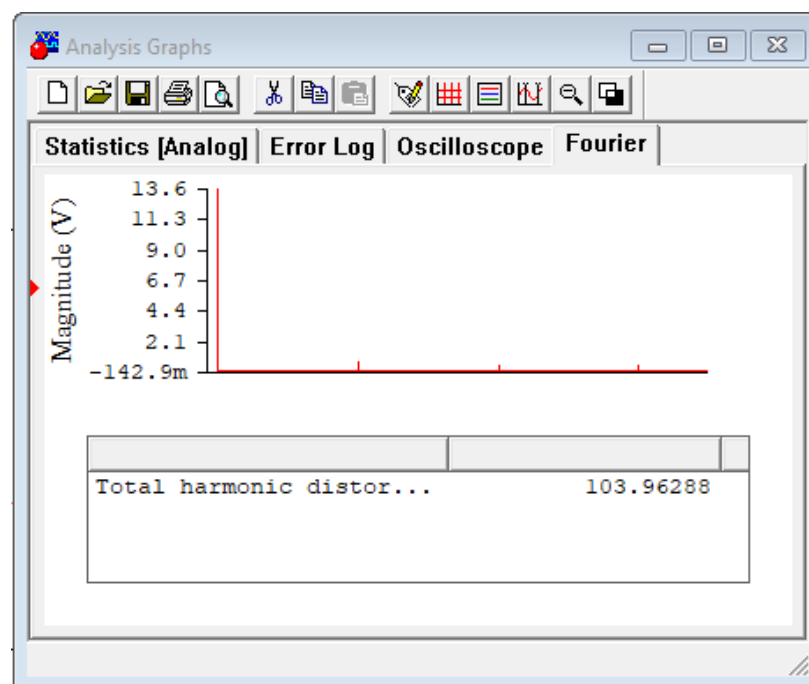 Analysis Graphs
Statistics [Analog] Error Log Oscilloscope Fourier
Magnitude (V)
13.6
11.3
9.0
6.7
4.4
2.1
-142.9m
Total harmonic distor... 103.96288